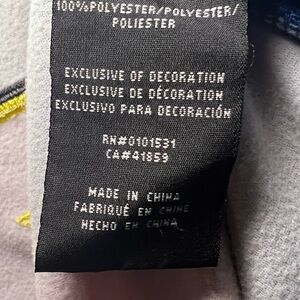 100%POLYESTER/POLYESTER/
POLIESTER
EXCLUSIVE OF DECORATION
EXCLUSIVE DE DÉCORATION
EXCLUSIVO PARA DECORACIÓN
RN#0101531
CA#41859
MADE IN CHINA
FABRIQUÉ EN CHINE
HECHO EN CHINA